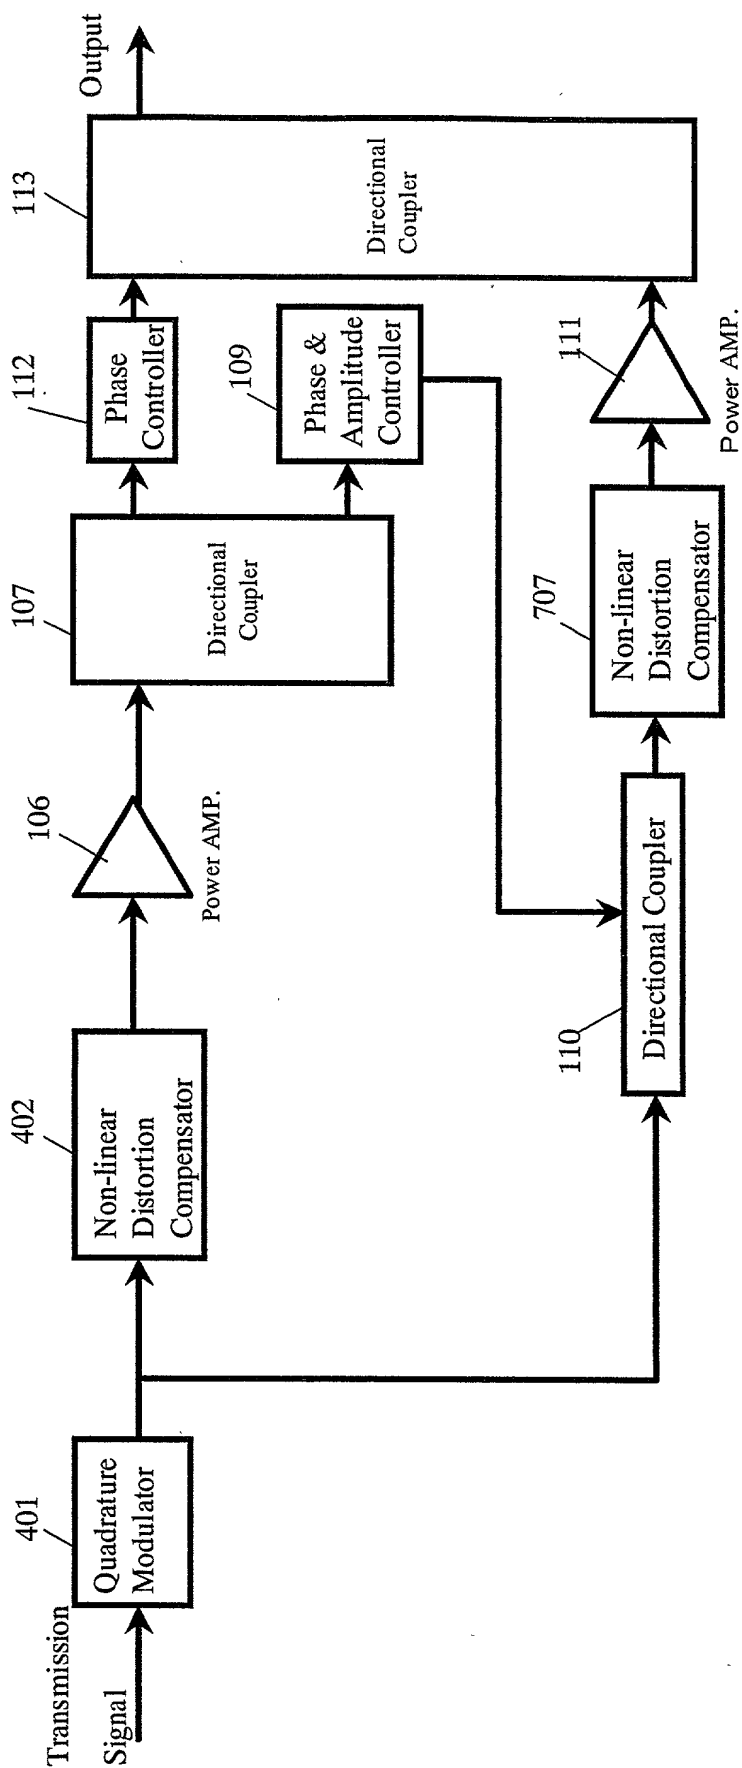 Transmission
Signal
401
Quadrature
Modulator
402
Non-linear
Distortion
Compensator
106
Power AMP.
107
Directional
Coupler
112
Phase
Controller
109
Phase &
Amplitude
Controller
113
Directional
Coupler
Output
110
Directional Coupler
707
Non-linear
Distortion
Compensator
111
Power AMP.